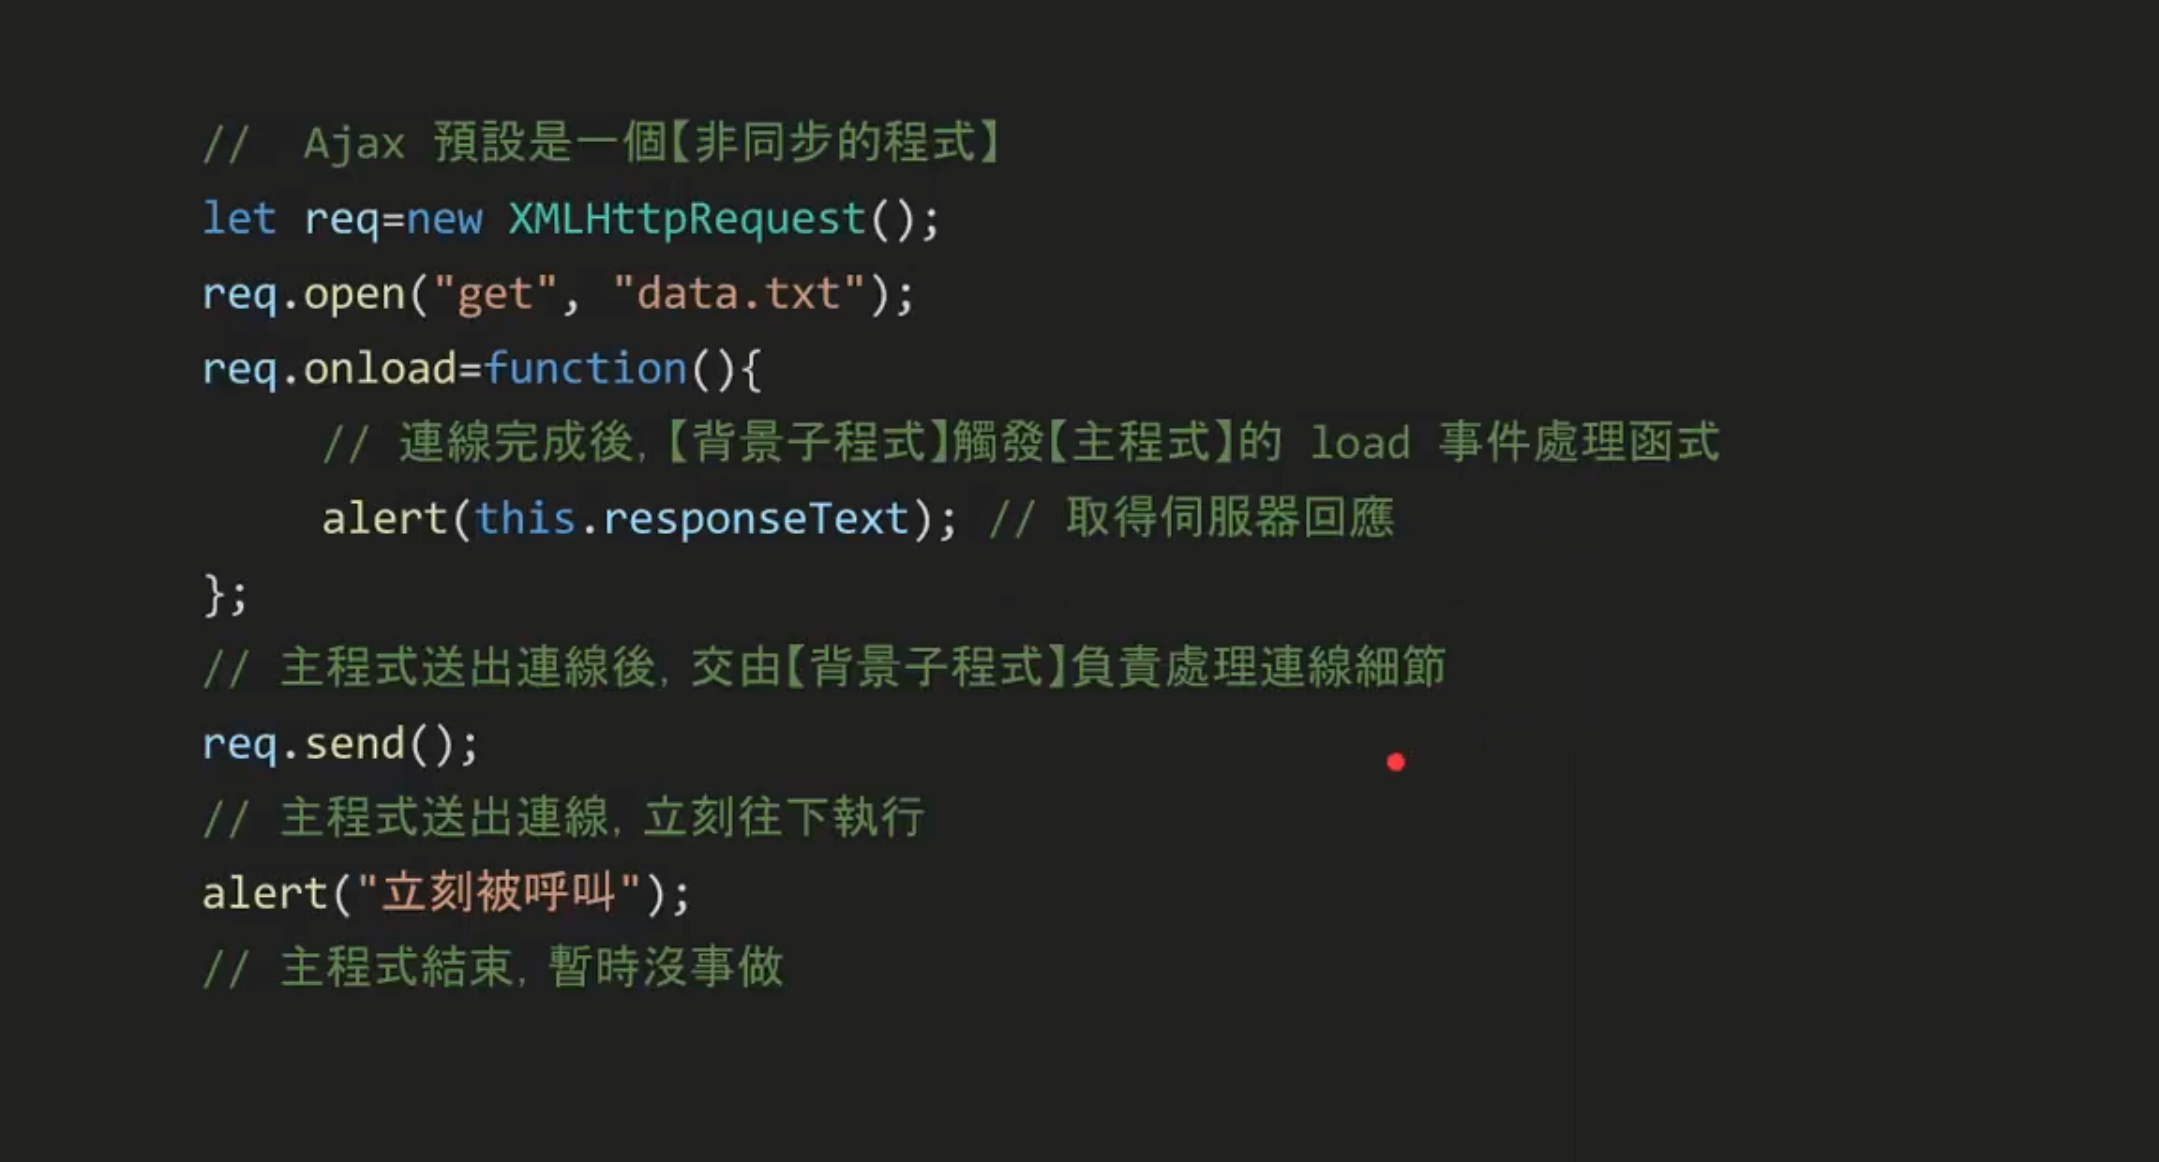 //  Ajax 預設是一個【非同步的程式】
let req=new XMLHttpRequest();
req.open("get", "data.txt");
req.onload=function(){
    // 連線完成後,【背景子程式】觸發【主程式】的 load 事件處理函式
    alert(this.responseText); // 取得伺服器回應
};
// 主程式送出連線後, 交由【背景子程式】負責處理連線細節
req.send();
// 主程式送出連線, 立刻往下執行
alert("立刻被呼叫");
// 主程式結束, 暫時沒事做